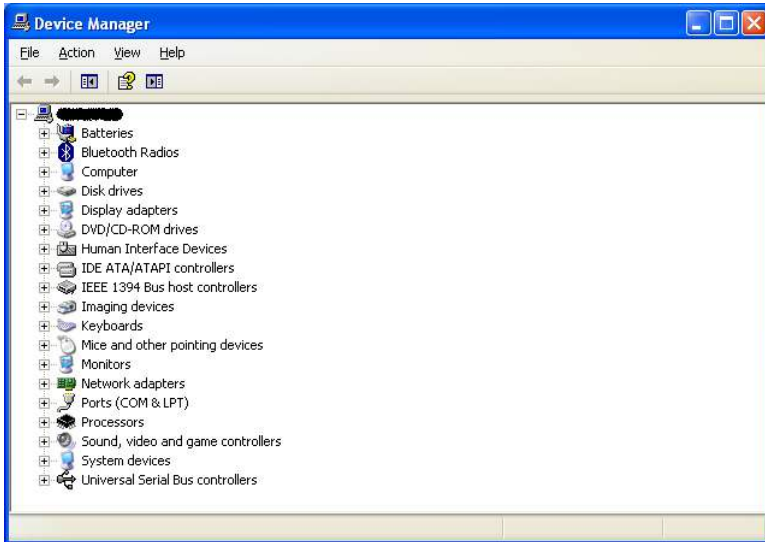 Device Manager
File Action View Help
Batteries
Bluetooth Radios
Computer
Disk drives
Display adapters
DVD/CD-ROM drives
Human Interface Devices
IDE ATA/ATAPI controllers
IEEE 1394 Bus host controllers
Imaging devices
Keyboards
Mice and other pointing devices
Monitors
Network adapters
Ports (COM & LPT)
Processors
Sound, video and game controllers
System devices
Universal Serial Bus controllers